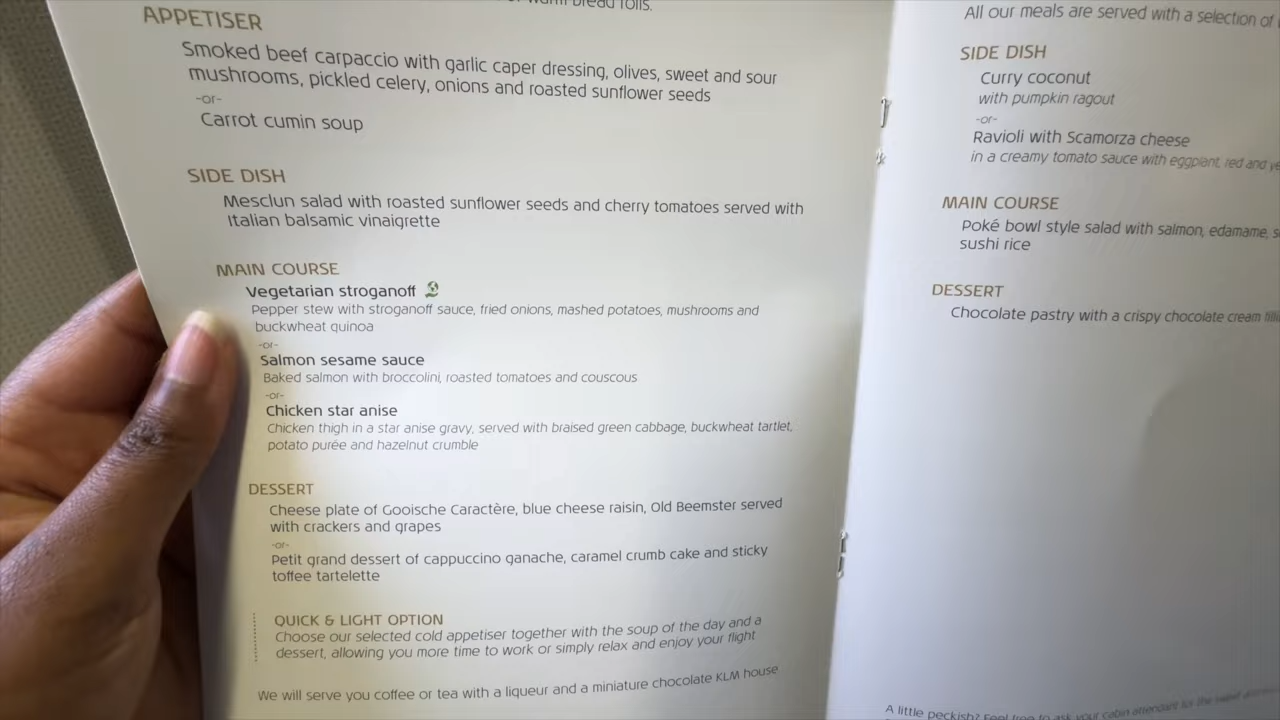 warm bread rolls.
APPETISER
Smoked beef carpaccio with garlic caper dressing, olives, sweet and sour
mushrooms, pickled celery, onions and roasted sunflower seeds
-or-
Carrot cumin soup
SIDE DISH
Mesclun salad with roasted sunflower seeds and cherry tomatoes served with
Italian balsamic vinaigrette
MAIN COURSE
Vegetarian stroganoff
Pepper stew with stroganoff sauce, fried onions, mashed potatoes, mushrooms and
buckwheat quinoa
-or-
Salmon sesame sauce
Baked salmon with broccolini, roasted tomatoes and couscous
-or-
Chicken star anise
Chicken thigh in a star anise gravy, served with braised green cabbage, buckwheat tartlet,
potato purée and hazelnut crumble
DESSERT
Cheese plate of Gooische Caractère, blue cheese raisin, Old Beemster served
with crackers and grapes
-or-
Petit grand dessert of cappuccino ganache, caramel crumb cake and sticky
toffee tartelette
QUICK & LIGHT OPTION
Choose our selected cold appetiser together with the soup of the day and a
dessert, allowing you more time to work or simply relax and enjoy your flight
We will serve you coffee or tea with a liqueur and a miniature chocolate KLM house
All our meals are served with a selection of
SIDE DISH
Curry coconut
with pumpkin ragout
-or-
Ravioli with Scamorza cheese
in a creamy tomato sauce with eggplant, red and
MAIN COURSE
Poké bowl style salad with salmon, edamame,
sushi rice
DESSERT
Chocolate pastry with a crispy chocolate cream
A little peckish? Feel free to ask your cabin attendant for the sweet